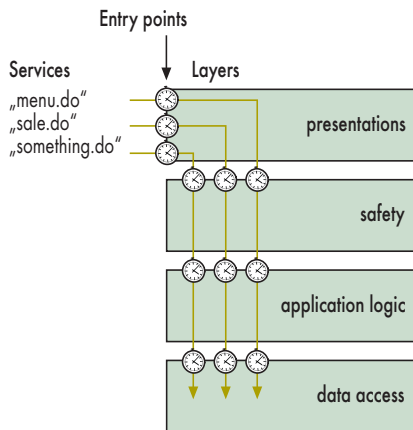 Entry points
Services
Layers
„menu.do“
„sale.do“
„something.do“
presentations
safety
application logic
data access